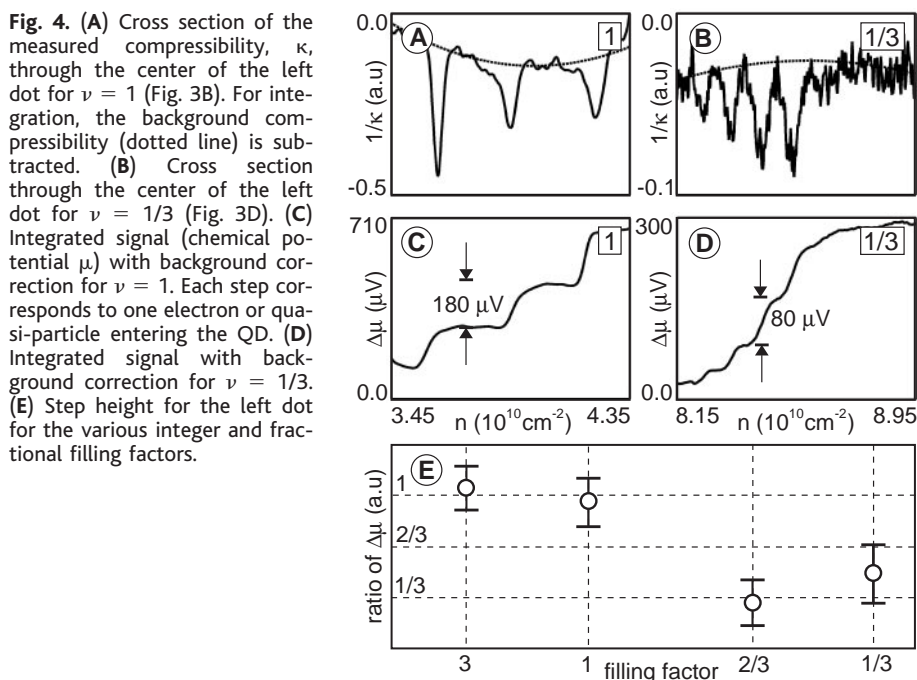 Fig. 4. (A) Cross section of the
measured compressibility, κ,
through the center of the left
dot for ν = 1 (Fig. 3B). For inte-
gration, the background com-
pressibility (dotted line) is sub-
tracted. (B) Cross section
through the center of the left
dot for ν = 1/3 (Fig. 3D). (C)
Integrated signal (chemical po-
tential μ) with background cor-
rection for ν = 1. Each step cor-
responds to one electron or qua-
si-particle entering the QD. (D)
Integrated signal with back-
ground correction for ν = 1/3.
(E) Step height for the left dot
for the various integer and frac-
tional filling factors.
0.0
A
1
1/κ (a.u)
-0.5
0.0
B
1/3
1/κ (a.u)
-0.1
710
C
1
180 μV
Δμ (μV)
0.0
3.45 n (10¹⁰cm⁻²) 4.35
300
D
1/3
80 μV
Δμ (μV)
0.0
8.15 n (10¹⁰cm⁻²) 8.95
E
ratio of Δμ (a.u)
1
2/3
1/3
3 1 filling factor 2/3 1/3